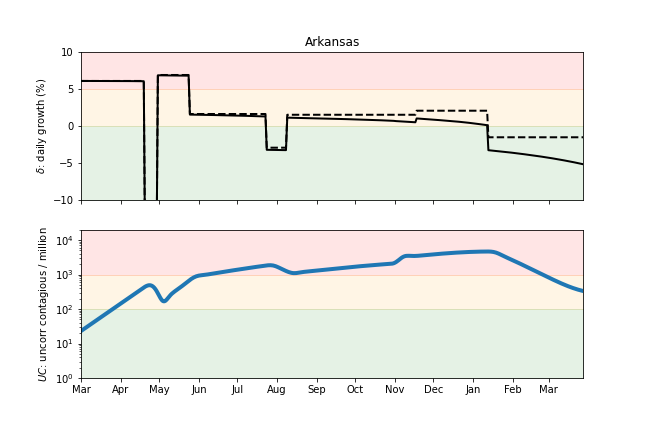 Arkansas
δ: daily growth (%)
10
5
0
−5
−10
UC: uncorr contagious / million
10⁴
10³
10²
10¹
10⁰
Mar Apr May Jun Jul Aug Sep Oct Nov Dec Jan Feb Mar